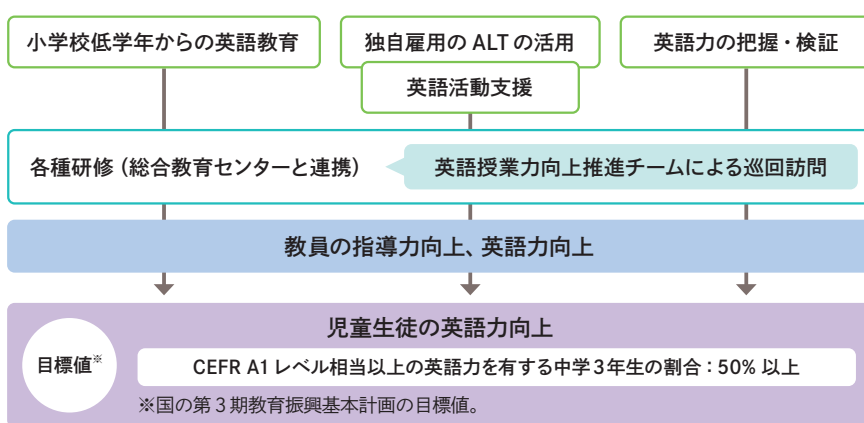 小学校低学年からの英語教育
独自雇用の ALT の活用
英語力の把握・検証
英語活動支援
各種研修（総合教育センターと連携）
英語授業力向上推進チームによる巡回訪問
教員の指導力向上、英語力向上
児童生徒の英語力向上
目標値※
CEFR A1 レベル相当以上の英語力を有する中学3年生の割合：50% 以上
※国の第3期教育振興基本計画の目標値。